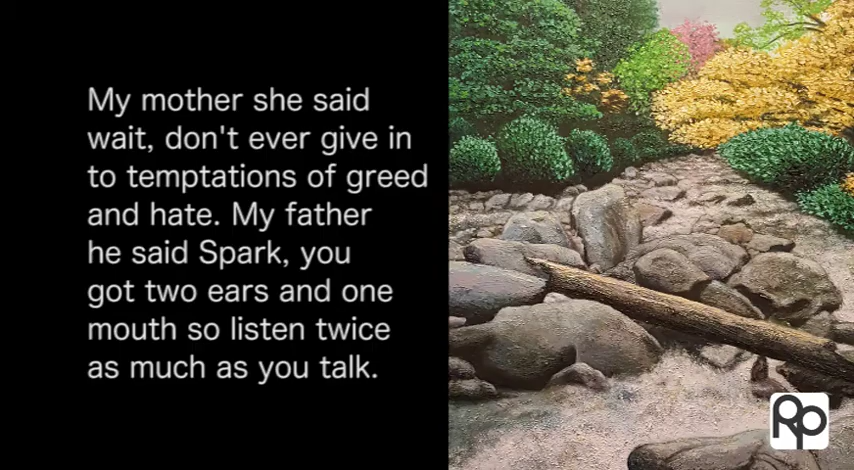 My mother she said
wait, don't ever give in
to temptations of greed
and hate. My father
he said Spark, you
got two ears and one
mouth so listen twice
as much as you talk.
Rp